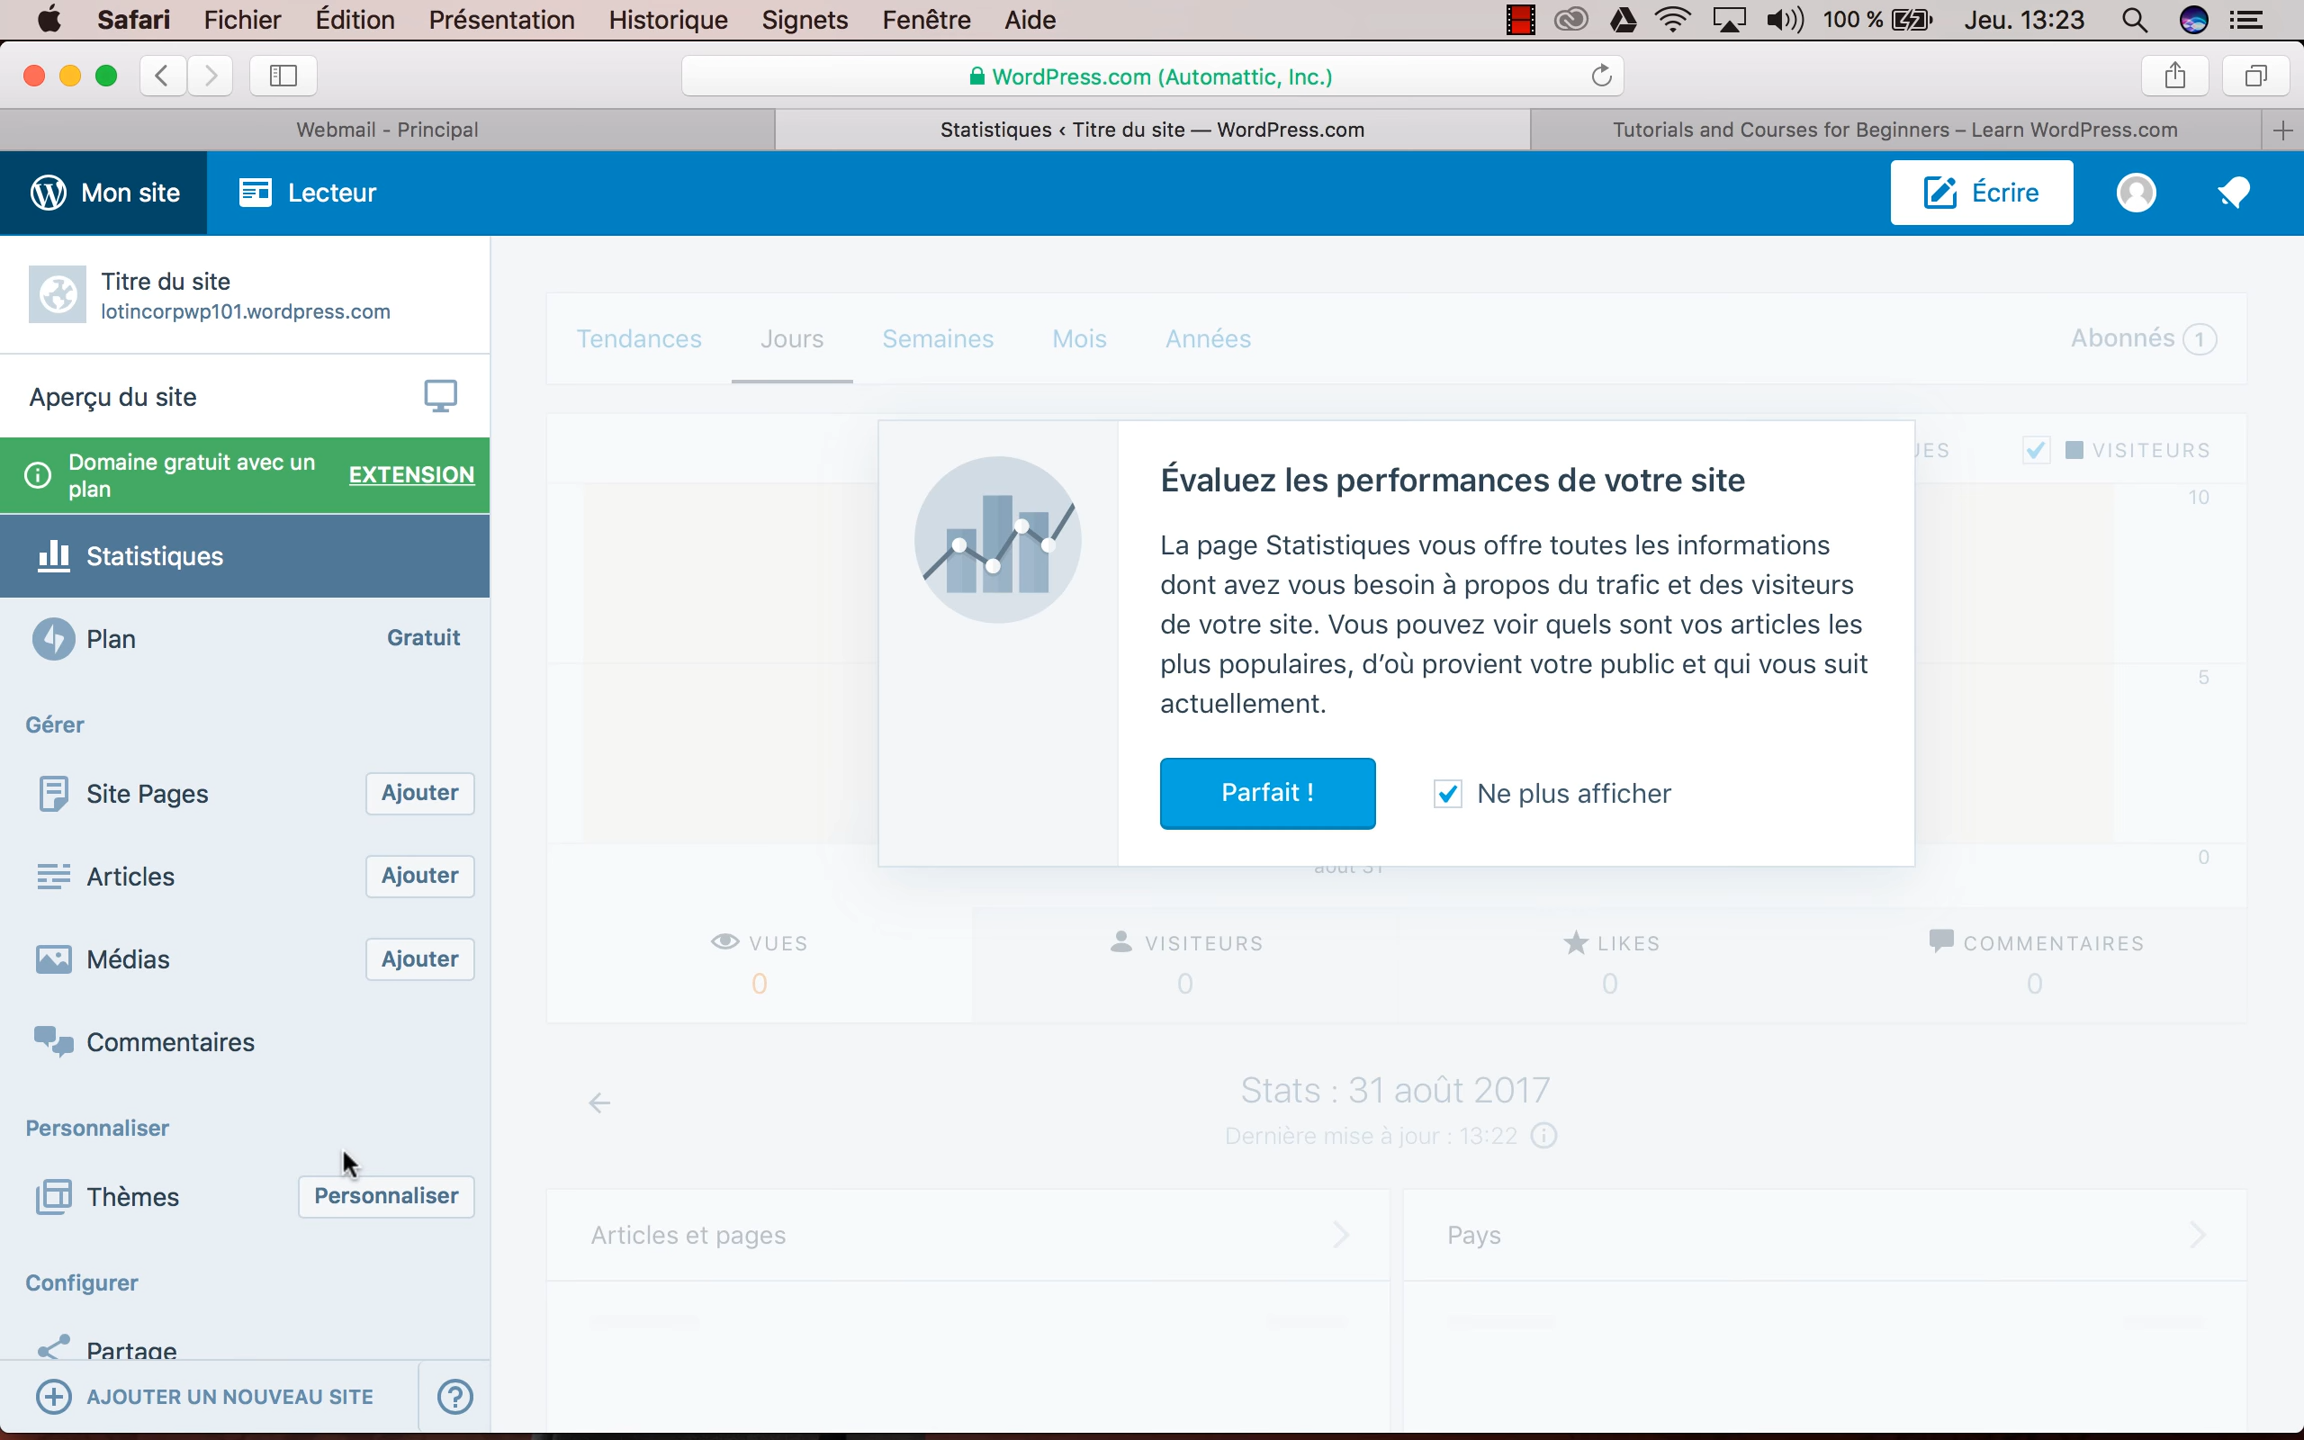 Safari Fichier Édition Présentation Historique Signets Fenêtre Aide 100 % Jeu. 13:23
WordPress.com (Automattic, Inc.)
Webmail - Principal
Statistiques ‹ Titre du site — WordPress.com
Tutorials and Courses for Beginners – Learn WordPress.com
Mon site
Lecteur
Écrire
Titre du site
lotincorpwp101.wordpress.com
Aperçu du site
Domaine gratuit avec un
plan
EXTENSION
Statistiques
Plan Gratuit
Gérer
Site Pages Ajouter
Articles Ajouter
Médias Ajouter
Commentaires
Personnaliser
Thèmes Personnaliser
Configurer
Partage
AJOUTER UN NOUVEAU SITE
Tendances Jours Semaines Mois Années Abonnés 1
VISITEURS
10
5
0
Évaluez les performances de votre site
La page Statistiques vous offre toutes les informations
dont avez vous besoin à propos du trafic et des visiteurs
de votre site. Vous pouvez voir quels sont vos articles les
plus populaires, d’où provient votre public et qui vous suit
actuellement.
Parfait !
Ne plus afficher
août 31
VUES
0
VISITEURS
0
LIKES
0
COMMENTAIRES
0
Stats : 31 août 2017
Dernière mise à jour : 13:22
Articles et pages
Pays